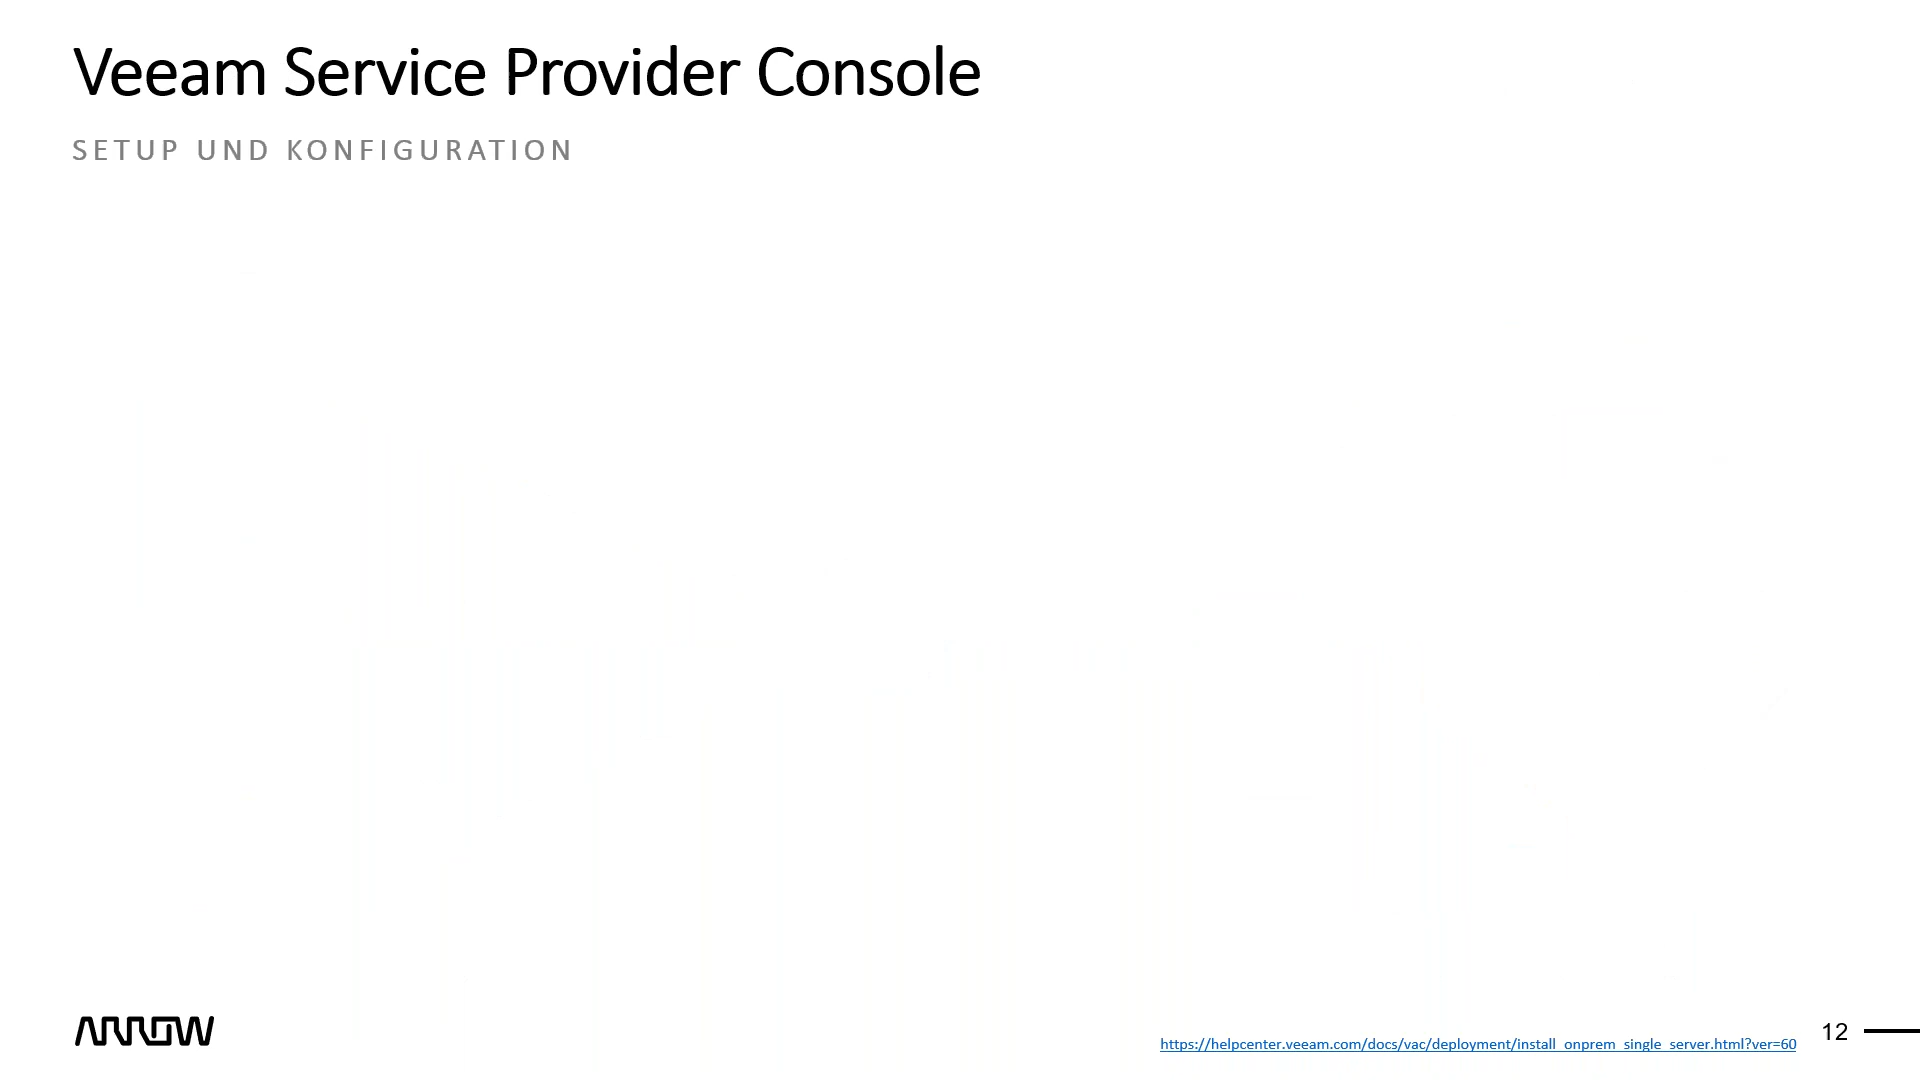 Veeam Service Provider Console
SETUP UND KONFIGURATION
ARROW
https://helpcenter.veeam.com/docs/vac/deployment/install_onprem_single_server.html?ver=60
12